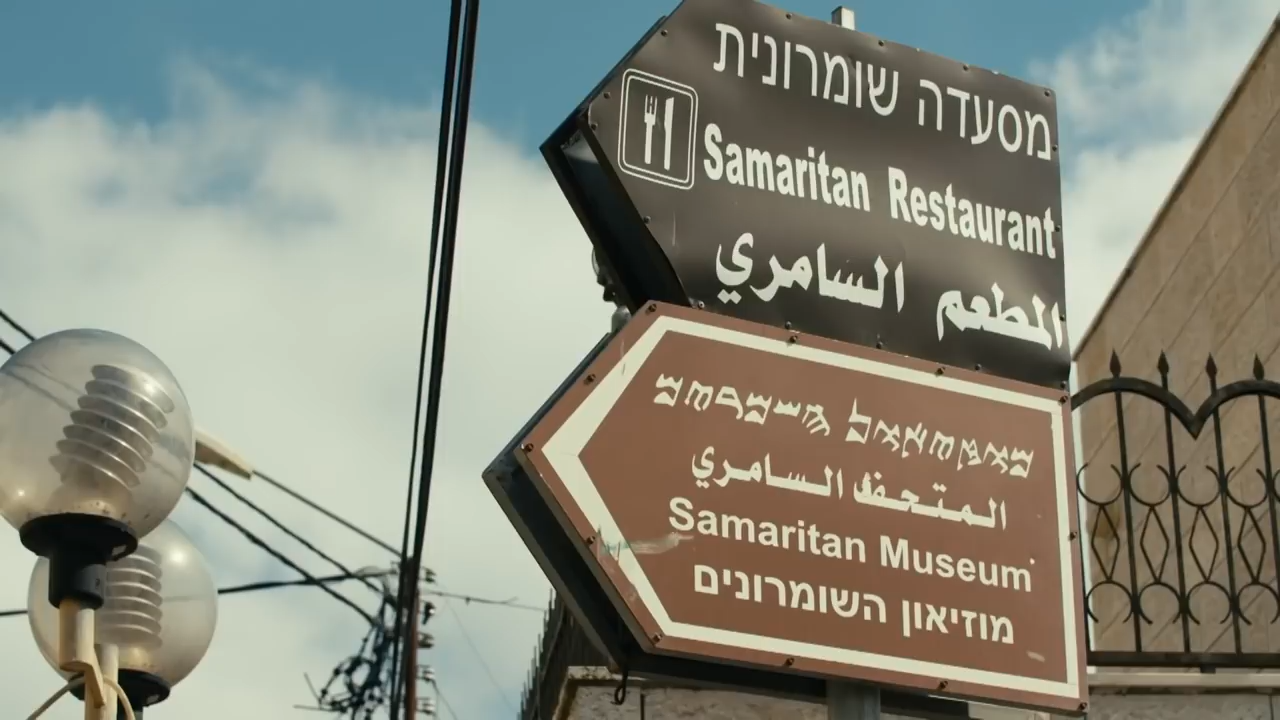 מסעדה שומרונית
Samaritan Restaurant
المطعم السامري
المتحف السامري
Samaritan Museum
מוזיאון השומרונים